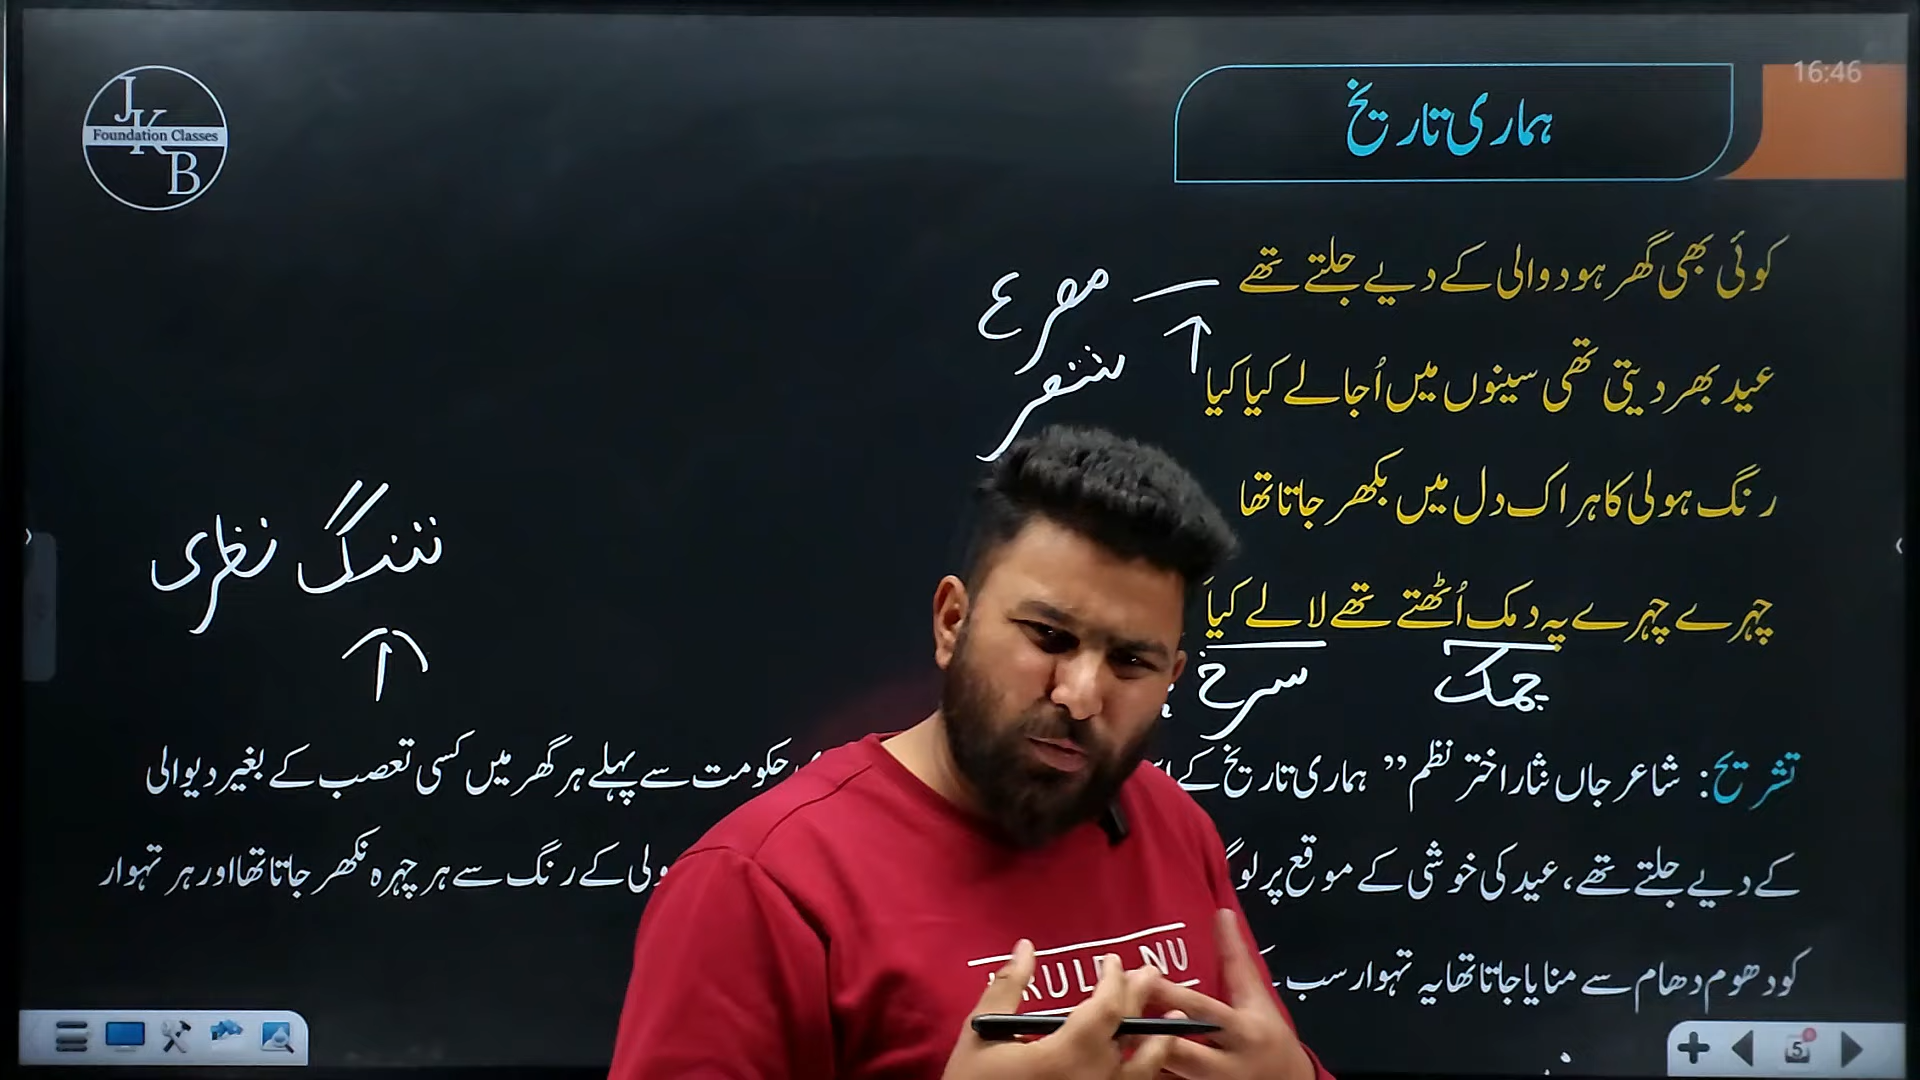 16:46
J
K
Foundation Classes
B
ہماری تاریخ
کوئی بھی گھر ہو دوالی کے دیے جلتے تھے
مصرع
عید بھر دیتی تھی سینوں میں اُجالے کیا کیا
شعر
رنگ ہولی کا ہر اک دل میں بکھر جاتا تھا
تنگ نظری
چہرے چہرے پہ دمک اُٹھتے تھے لالے کیا
چمک
سرخ
تشریح: شاعر جاں نثار اختر نظم ”ہماری تاریخ کے حکومت سے پہلے ہر گھر میں کسی تعصب کے بغیر دیوالی
کے دیے جلتے تھے، عید کی خوشی کے موقع پر کے رنگ سے ہر چہرہ نکھر جاتا تھا اور ہر تہوار
کو دھوم دھام سے منایا جاتا تھا یہ تہوار سب
RULE NU
5